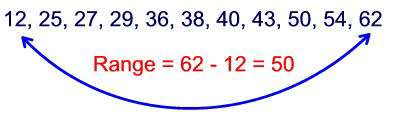 12, 25, 27, 29, 36, 38, 40, 43, 50, 54, 62
Range = 62 - 12 = 50